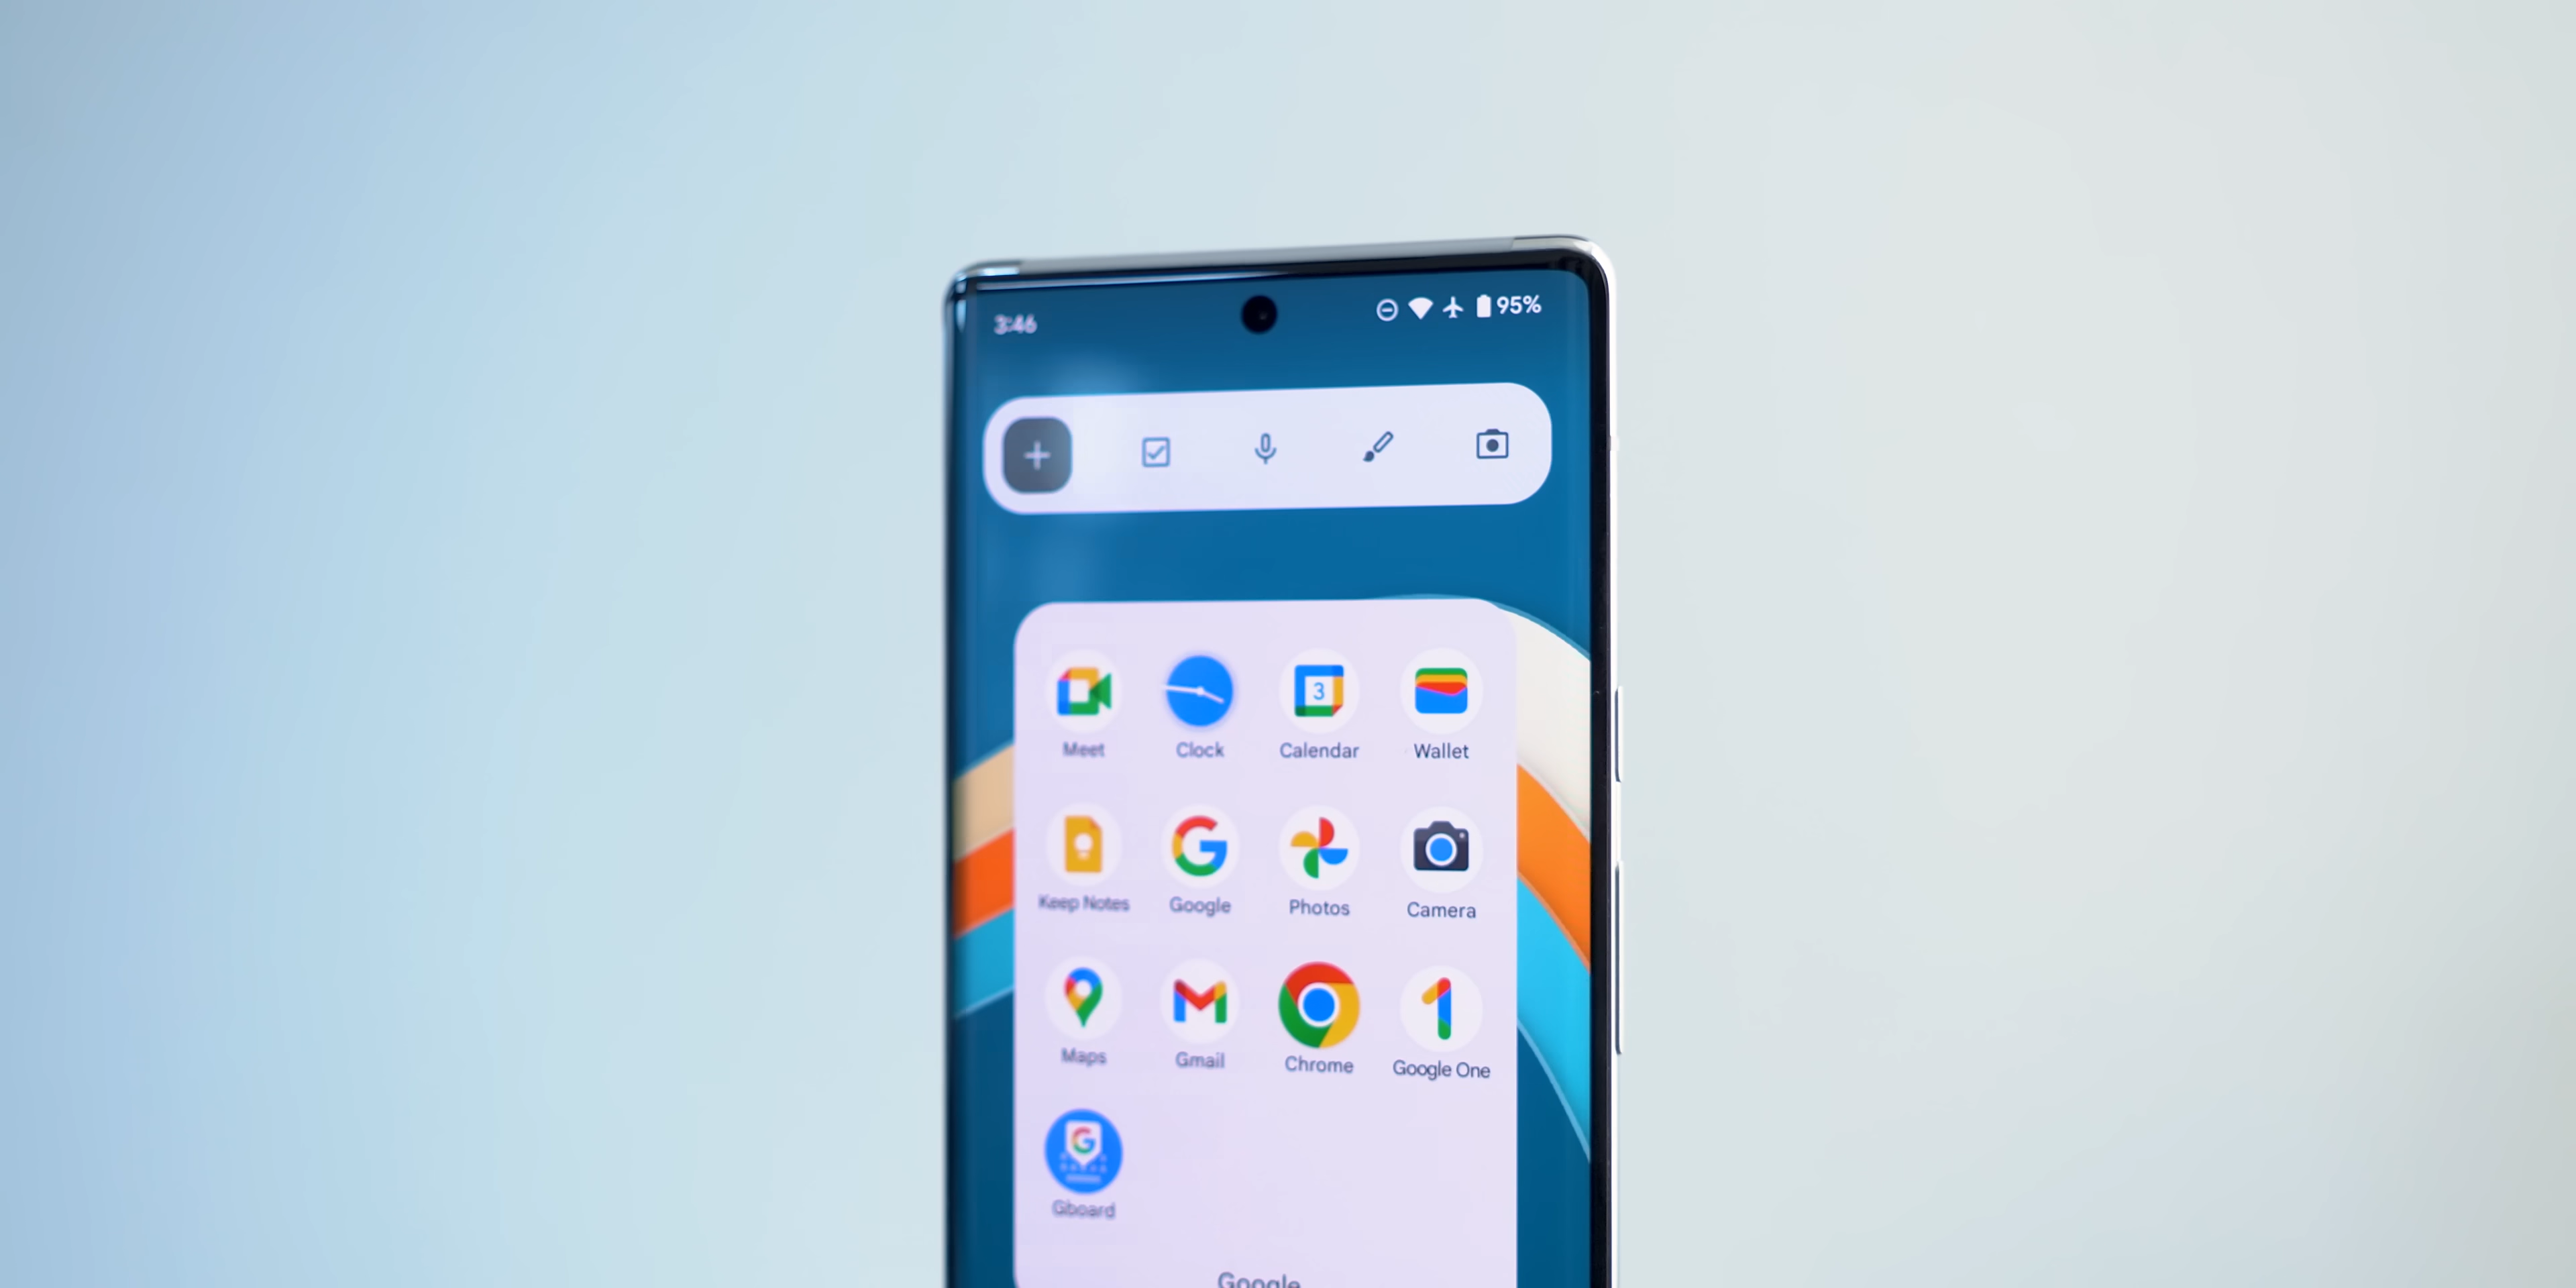 3:46 95%
Meet Clock Calendar Wallet
3
Keep Notes Google Photos Camera
Maps Gmail Chrome Google One
Gboard
Google